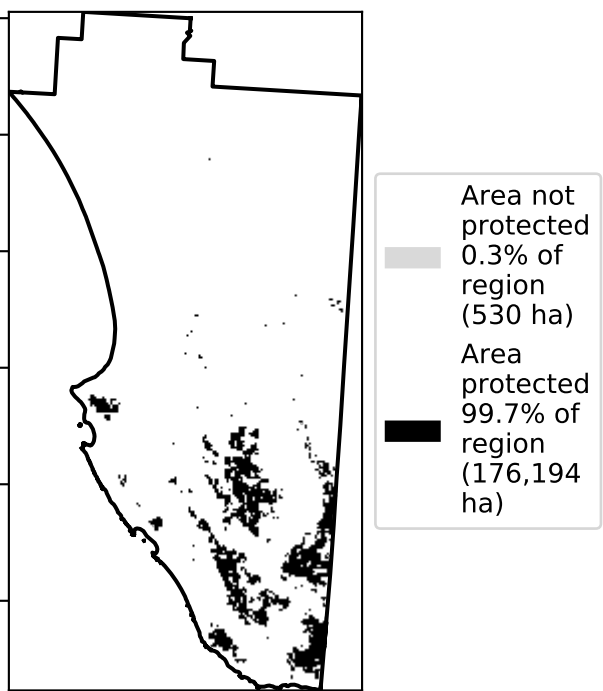 Area not
protected
0.3% of
region
(530 ha)
Area
protected
99.7% of
region
(176,194
ha)